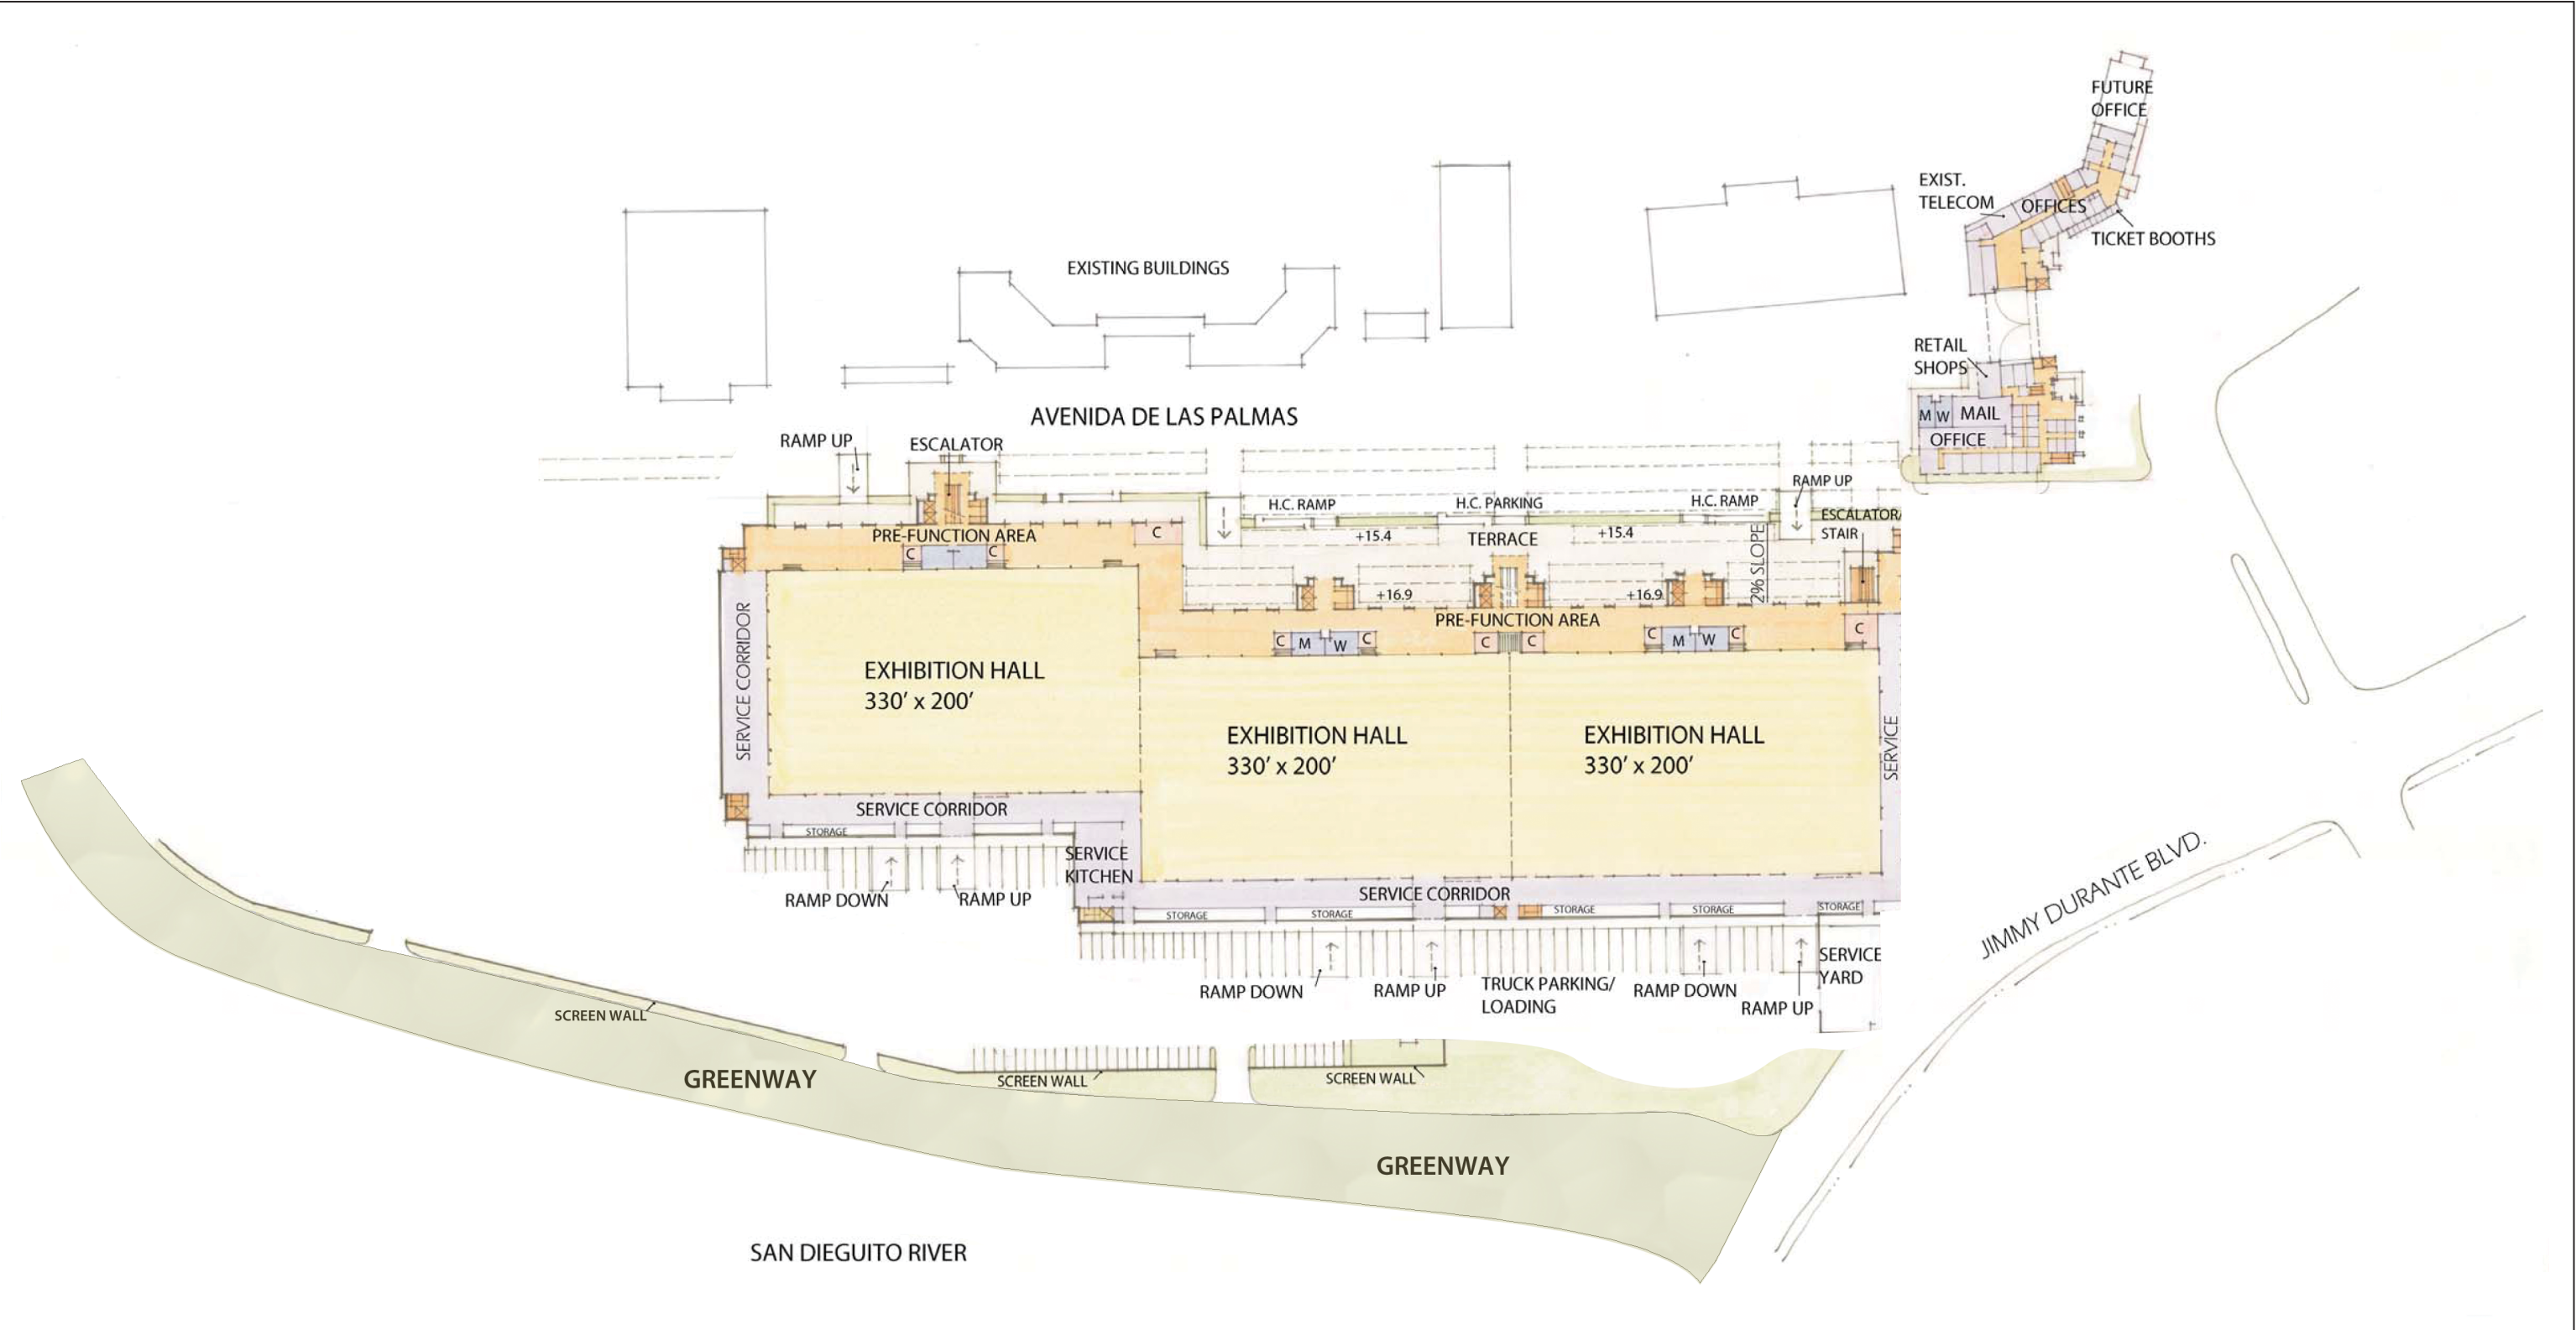 FUTURE
OFFICE
EXIST.
TELECOM
OFFICES
TICKET BOOTHS
EXISTING BUILDINGS
RETAIL
SHOPS
M W MAIL
OFFICE
AVENIDA DE LAS PALMAS
RAMP UP
ESCALATOR
RAMP UP
H.C. RAMP
H.C. PARKING
H.C. RAMP
ESCALATOR/
STAIR
PRE-FUNCTION AREA
C
C
C
+15.4
TERRACE
+15.4
2% SLOPE
+16.9
+16.9
PRE-FUNCTION AREA
C M W C
C C
C M W C
C
SERVICE CORRIDOR
EXHIBITION HALL
330' x 200'
EXHIBITION HALL
330' x 200'
EXHIBITION HALL
330' x 200'
SERVICE
SERVICE CORRIDOR
STORAGE
SERVICE
KITCHEN
RAMP DOWN
RAMP UP
SERVICE CORRIDOR
STORAGE
STORAGE
STORAGE
STORAGE
STORAGE
RAMP DOWN
RAMP UP
TRUCK PARKING/
LOADING
RAMP DOWN
RAMP UP
SERVICE
YARD
JIMMY DURANTE BLVD.
SCREEN WALL
SCREEN WALL
SCREEN WALL
GREENWAY
GREENWAY
SAN DIEGUITO RIVER